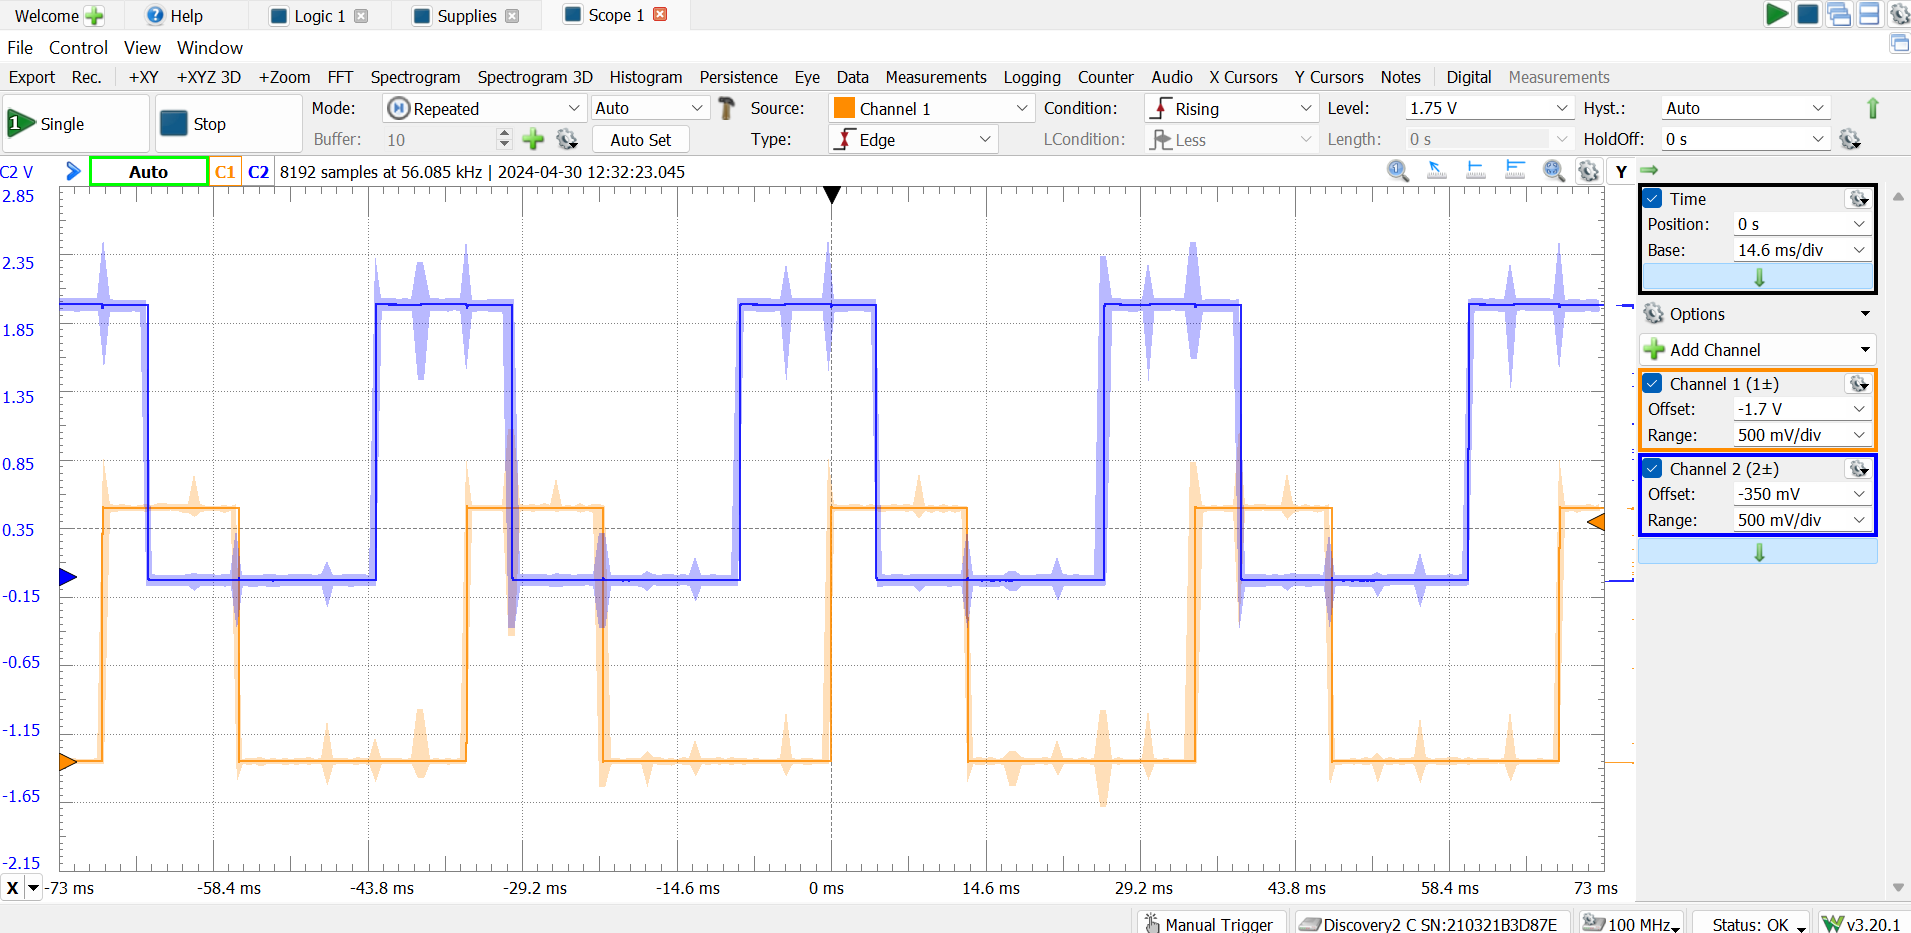 Welcome Help Logic 1 Supplies Scope 1
File Control View Window
Export Rec. +XY +XYZ 3D +Zoom FFT Spectrogram Spectrogram 3D Histogram Persistence Eye Data Measurements Logging Counter Audio X Cursors Y Cursors Notes Digital Measurements
1 Single Stop Mode: Repeated Auto Source: Channel 1 Condition: Rising Level: 1.75 V Hyst.: Auto
Buffer: 10 Auto Set Type: Edge LCondition: Less Length: 0 s HoldOff: 0 s
C2 V Auto C1 C2 8192 samples at 56.085 kHz | 2024-04-30 12:32:23.045 Y
2.85
2.35
1.85
1.35
0.85
0.35
-0.15
-0.65
-1.15
-1.65
-2.15
X -73 ms -58.4 ms -43.8 ms -29.2 ms -14.6 ms 0 ms 14.6 ms 29.2 ms 43.8 ms 58.4 ms 73 ms
Time
Position: 0 s
Base: 14.6 ms/div
Options
Add Channel
Channel 1 (1±)
Offset: -1.7 V
Range: 500 mV/div
Channel 2 (2±)
Offset: -350 mV
Range: 500 mV/div
Manual Trigger Discovery2 C SN:210321B3D87E 100 MHz Status: OK v3.20.1